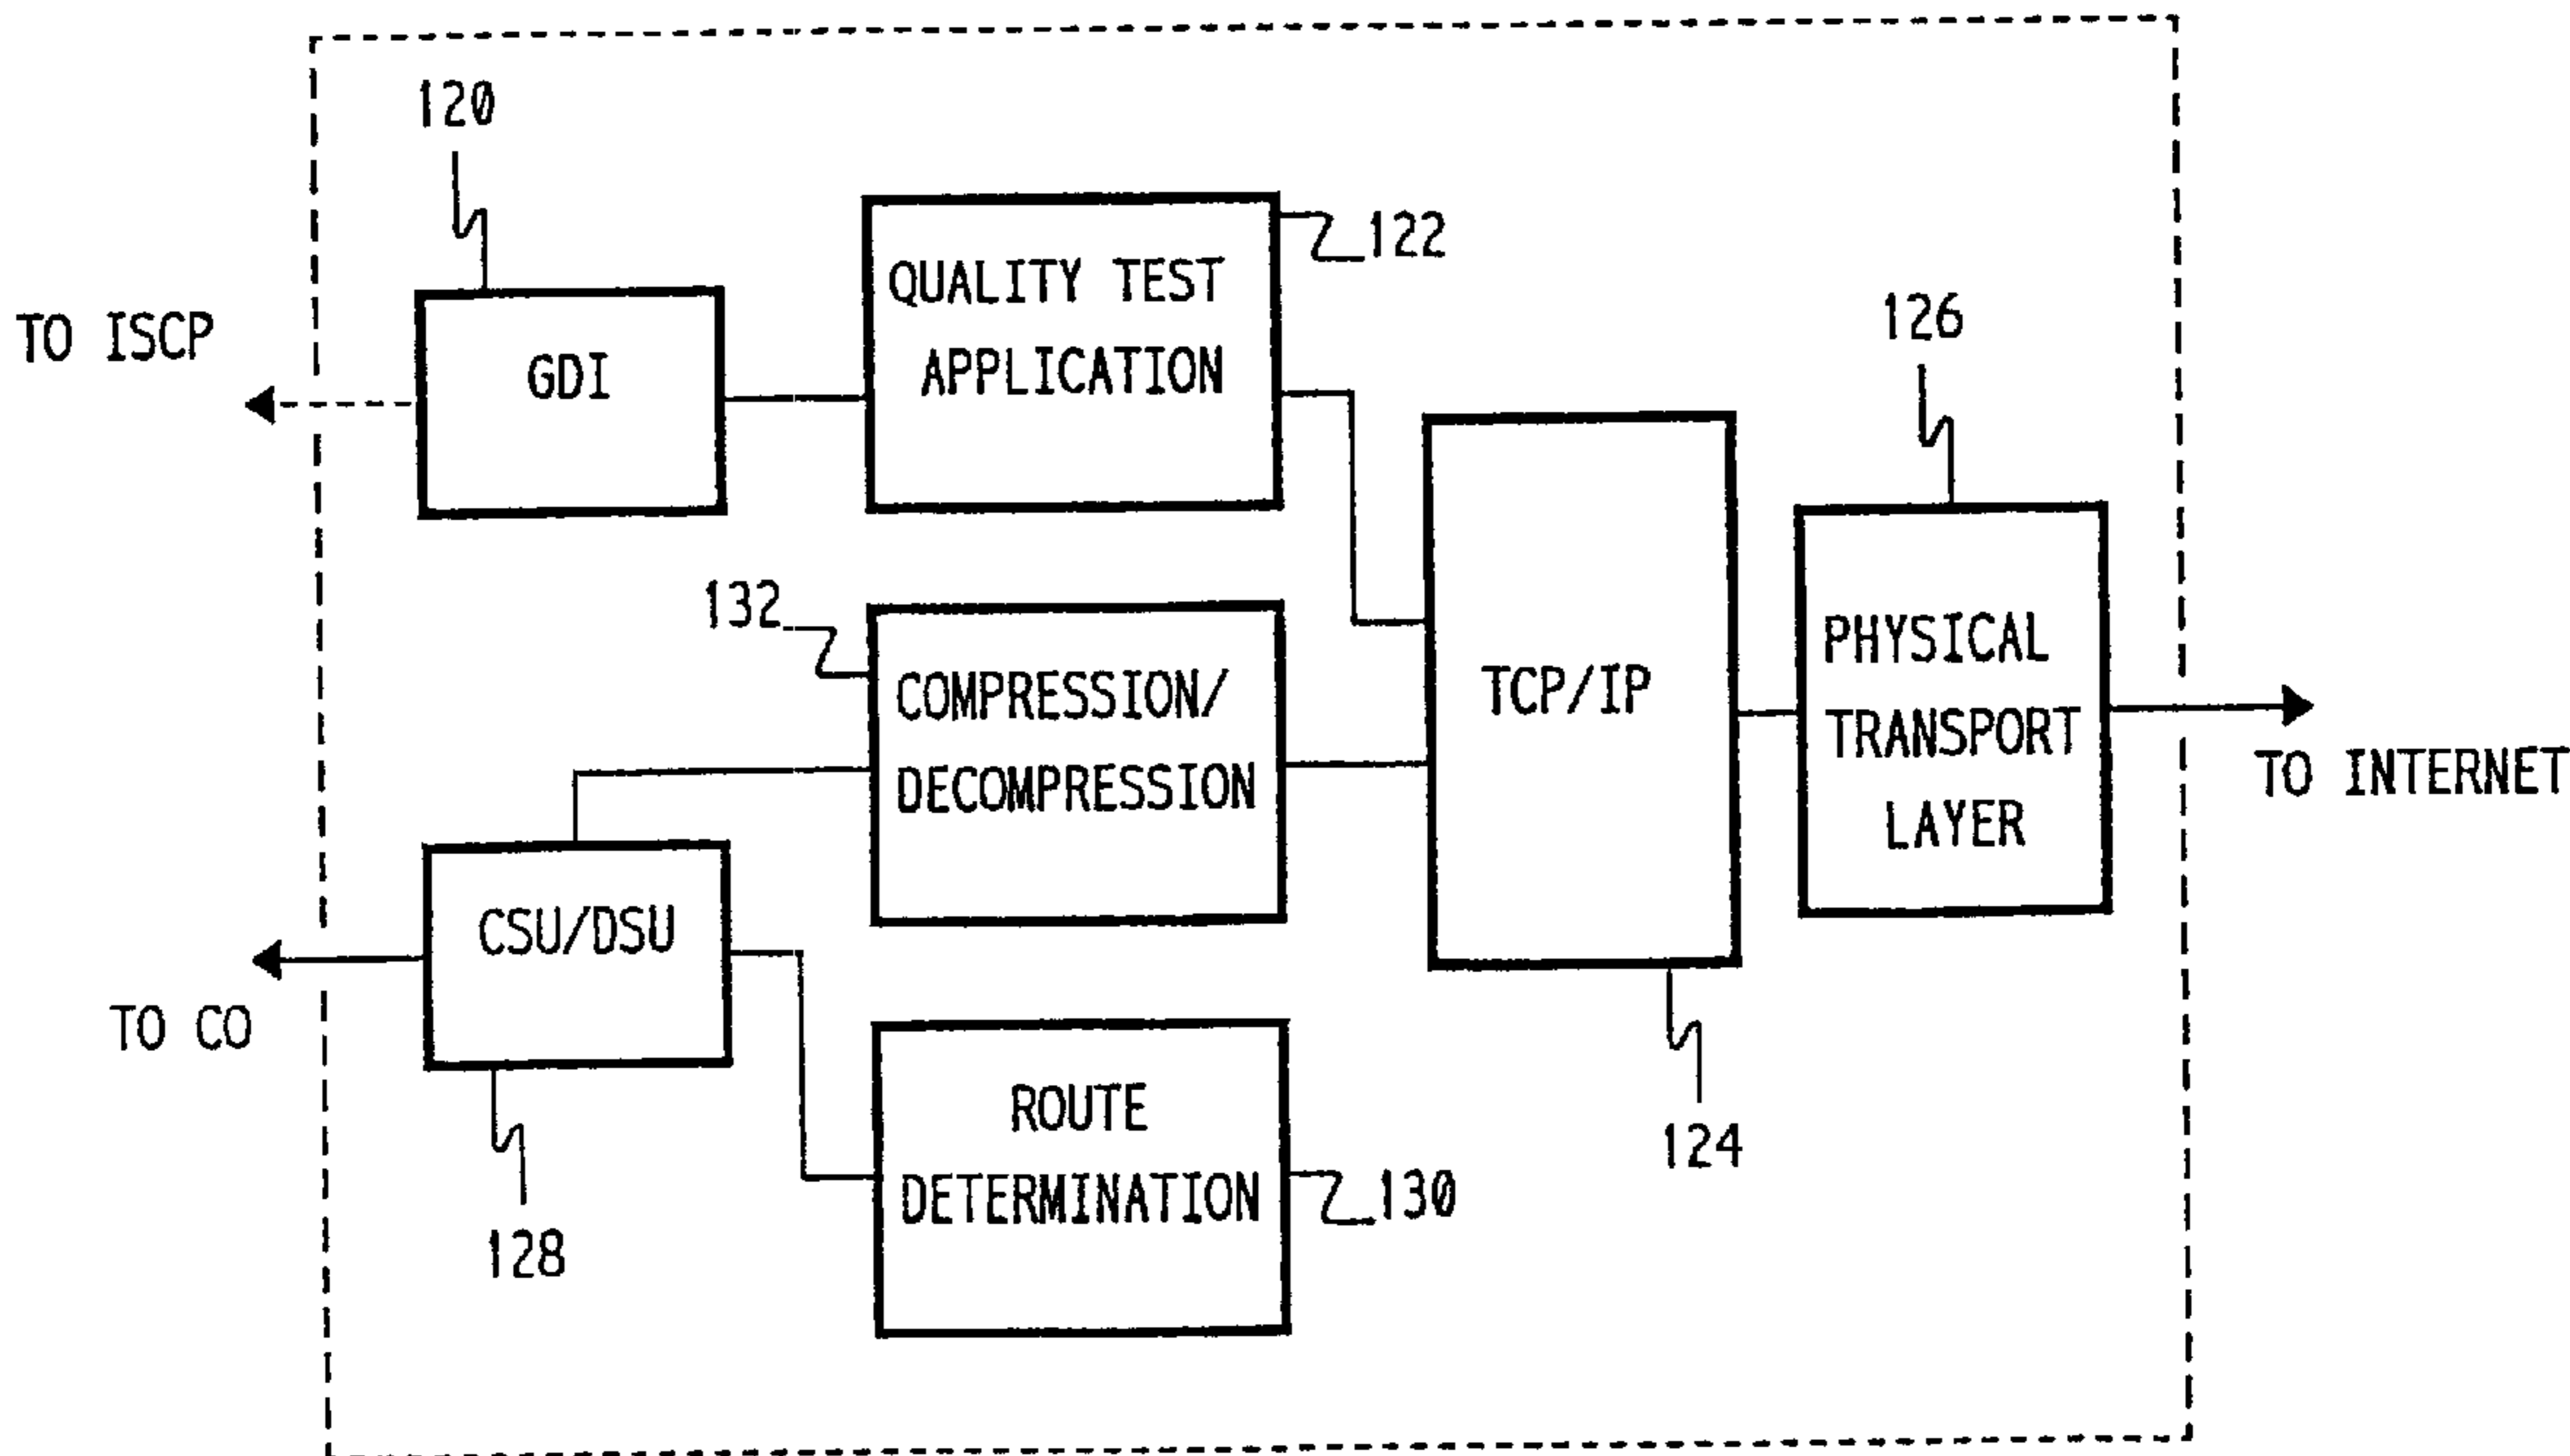 120
122
QUALITY TEST
APPLICATION
TO ISCP
GDI
126
132
COMPRESSION/
DECOMPRESSION
TCP/IP
PHYSICAL
TRANSPORT
LAYER
TO INTERNET
CSU/DSU
TO CO
ROUTE
DETERMINATION
124
130
128